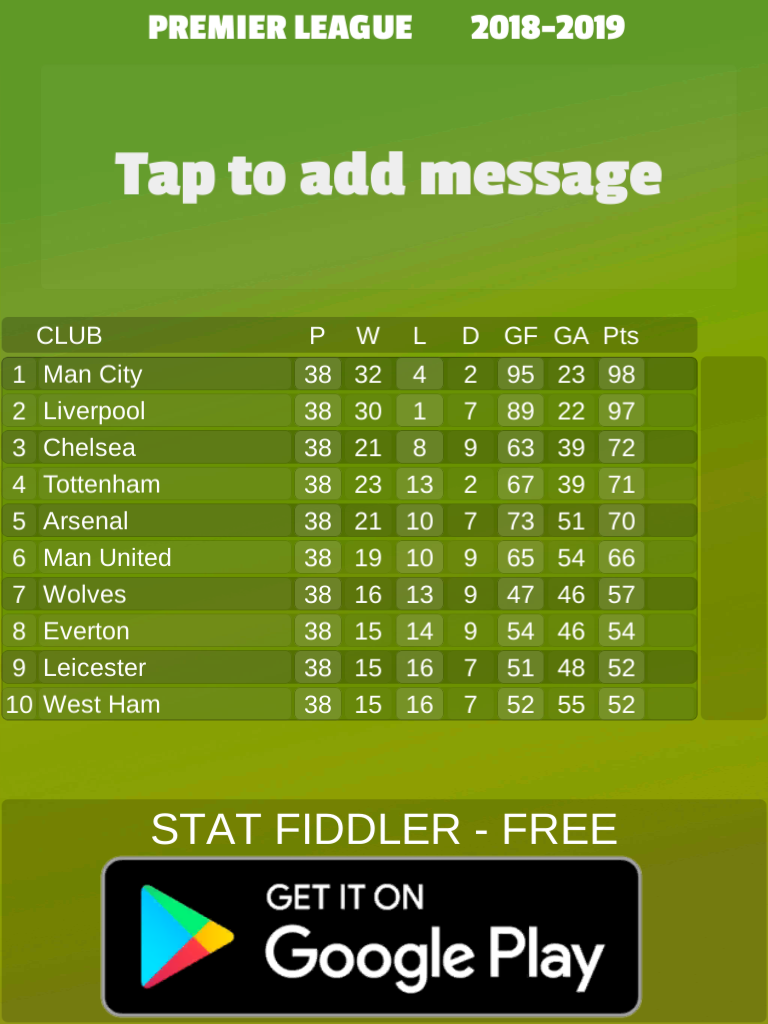 PREMIER LEAGUE 2018-2019
Tap to add message
CLUB P W L D GF GA Pts
1 Man City 38 32 4 2 95 23 98
2 Liverpool 38 30 1 7 89 22 97
3 Chelsea 38 21 8 9 63 39 72
4 Tottenham 38 23 13 2 67 39 71
5 Arsenal 38 21 10 7 73 51 70
6 Man United 38 19 10 9 65 54 66
7 Wolves 38 16 13 9 47 46 57
8 Everton 38 15 14 9 54 46 54
9 Leicester 38 15 16 7 51 48 52
10 West Ham 38 15 16 7 52 55 52
STAT FIDDLER - FREE
GET IT ON
Google Play